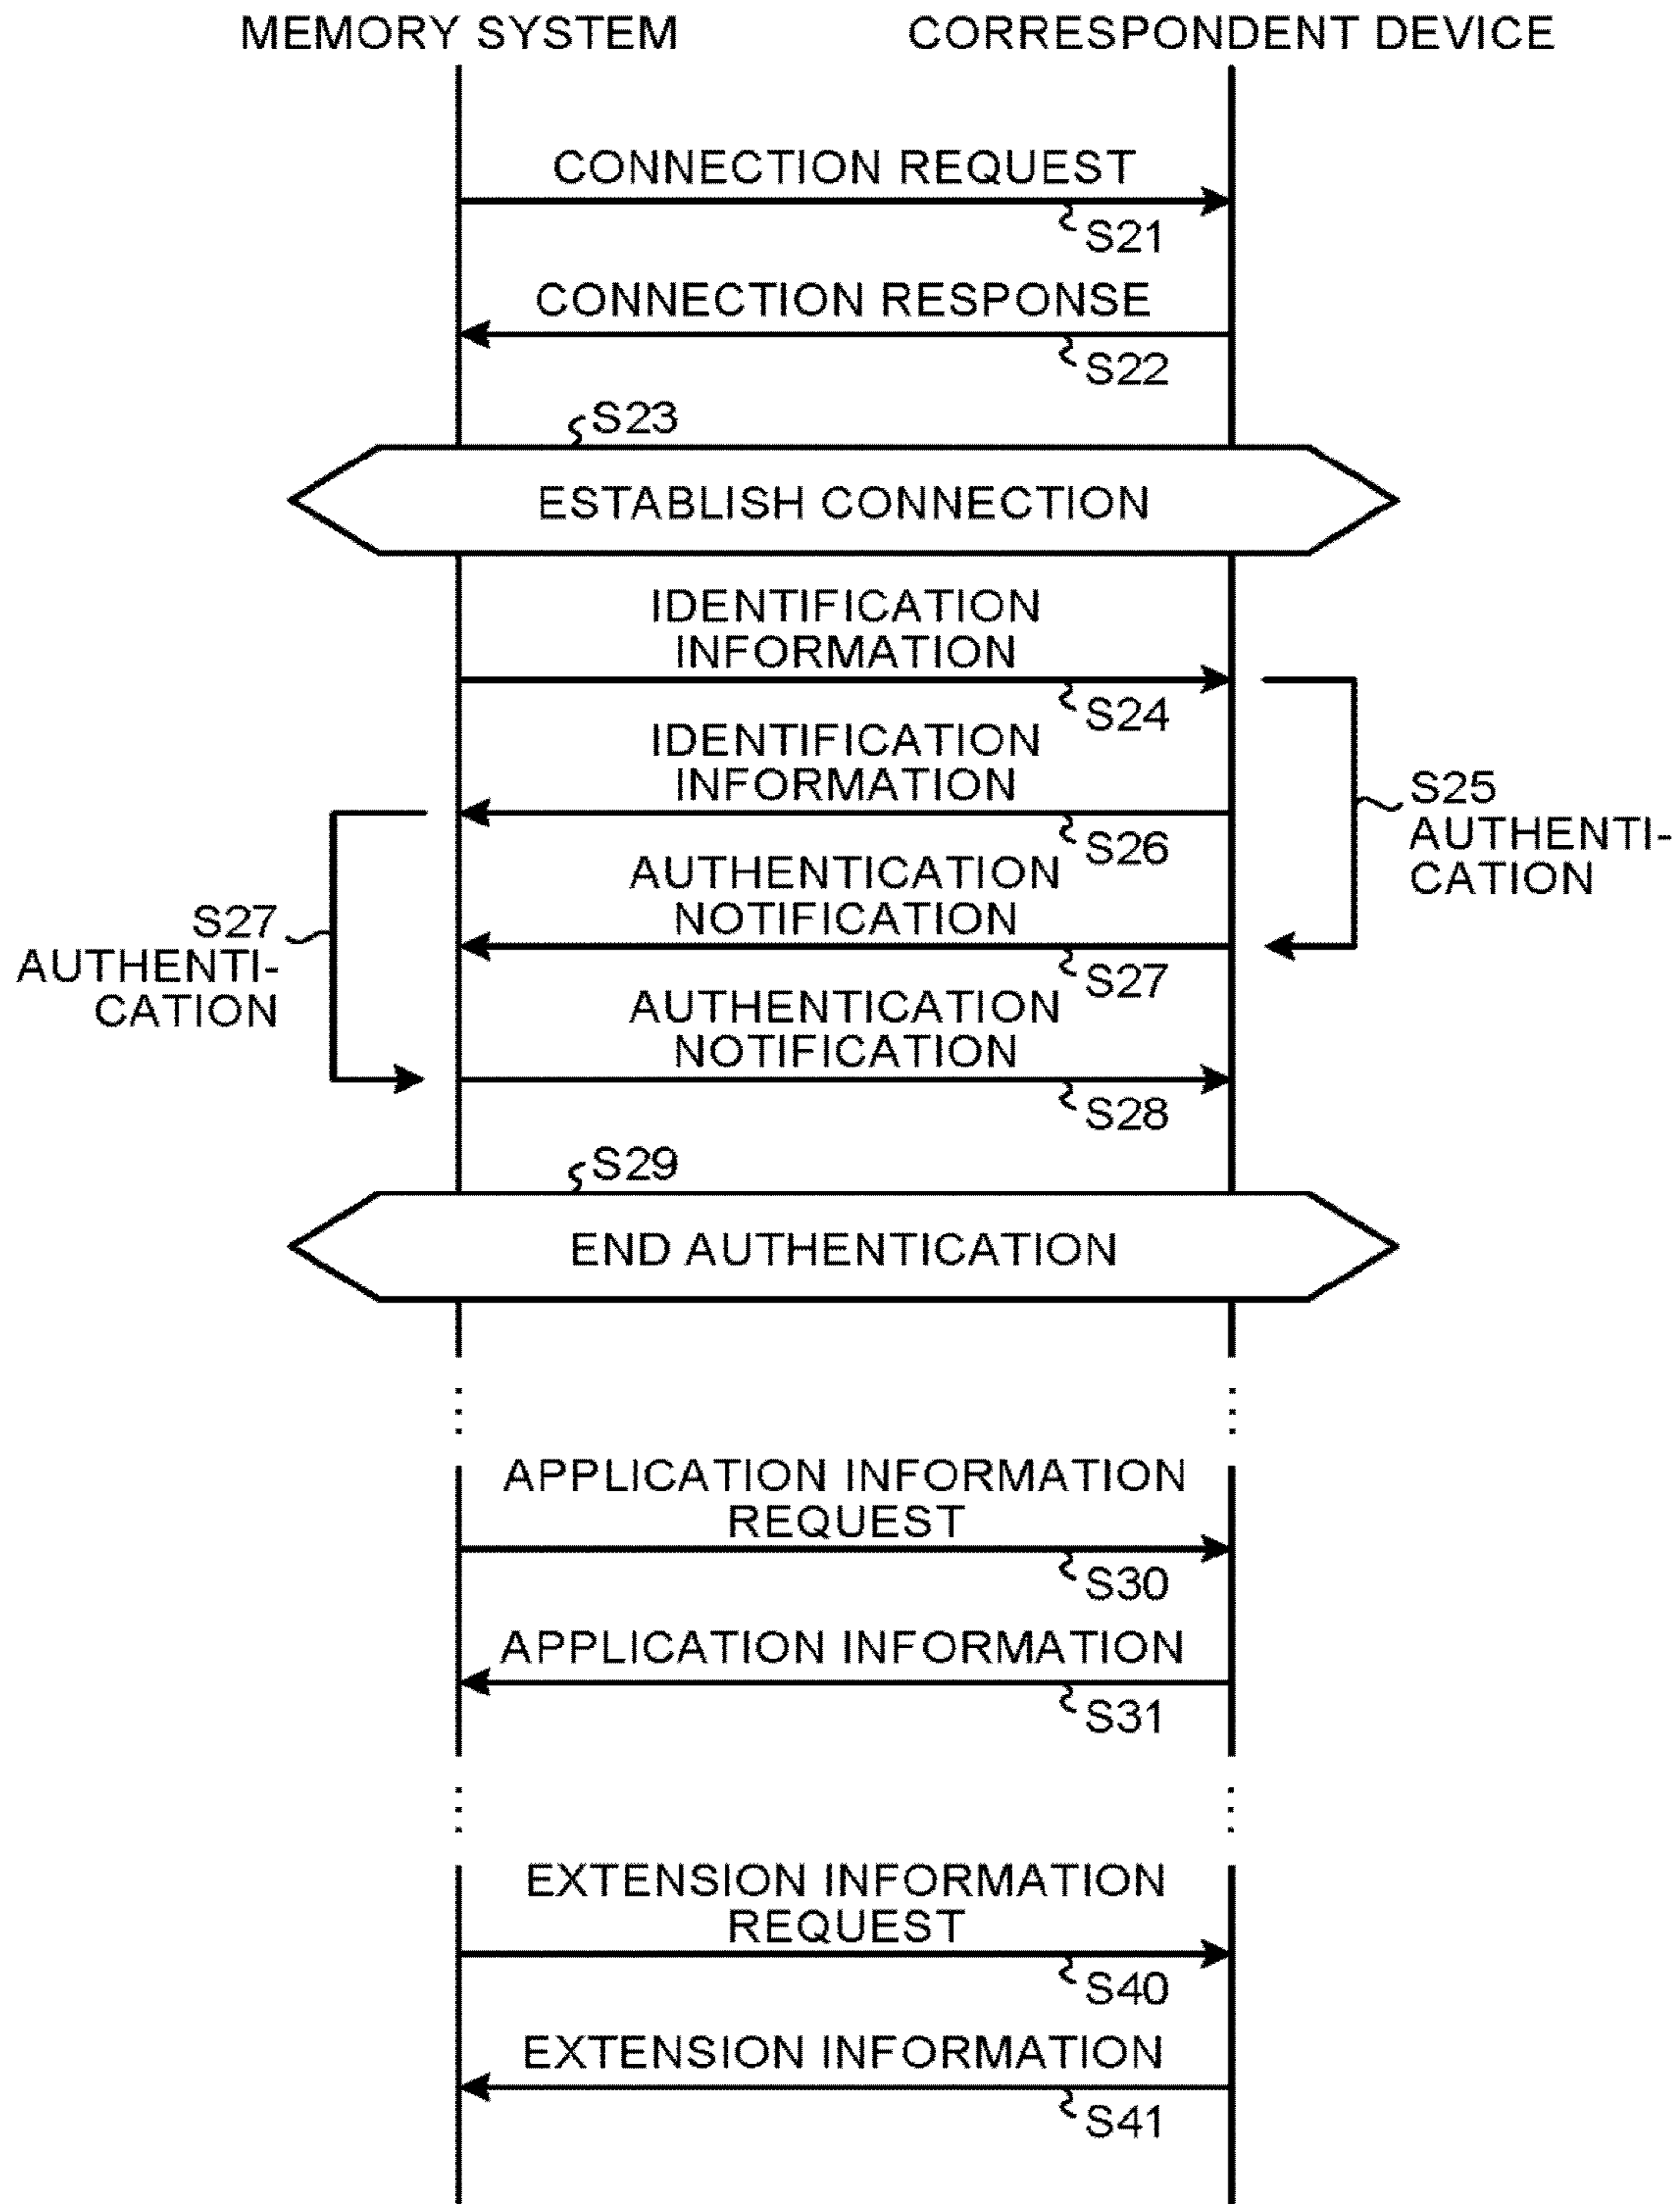 MEMORY SYSTEM
CORRESPONDENT DEVICE
CONNECTION REQUEST
S21
CONNECTION RESPONSE
S22
S23
ESTABLISH CONNECTION
IDENTIFICATION
INFORMATION
S24
IDENTIFICATION
INFORMATION
S26
S25
AUTHENTI-
CATION
AUTHENTICATION
NOTIFICATION
S27
S27
AUTHENTI-
CATION
AUTHENTICATION
NOTIFICATION
S28
S29
END AUTHENTICATION
APPLICATION INFORMATION
REQUEST
S30
APPLICATION INFORMATION
S31
EXTENSION INFORMATION
REQUEST
S40
EXTENSION INFORMATION
S41